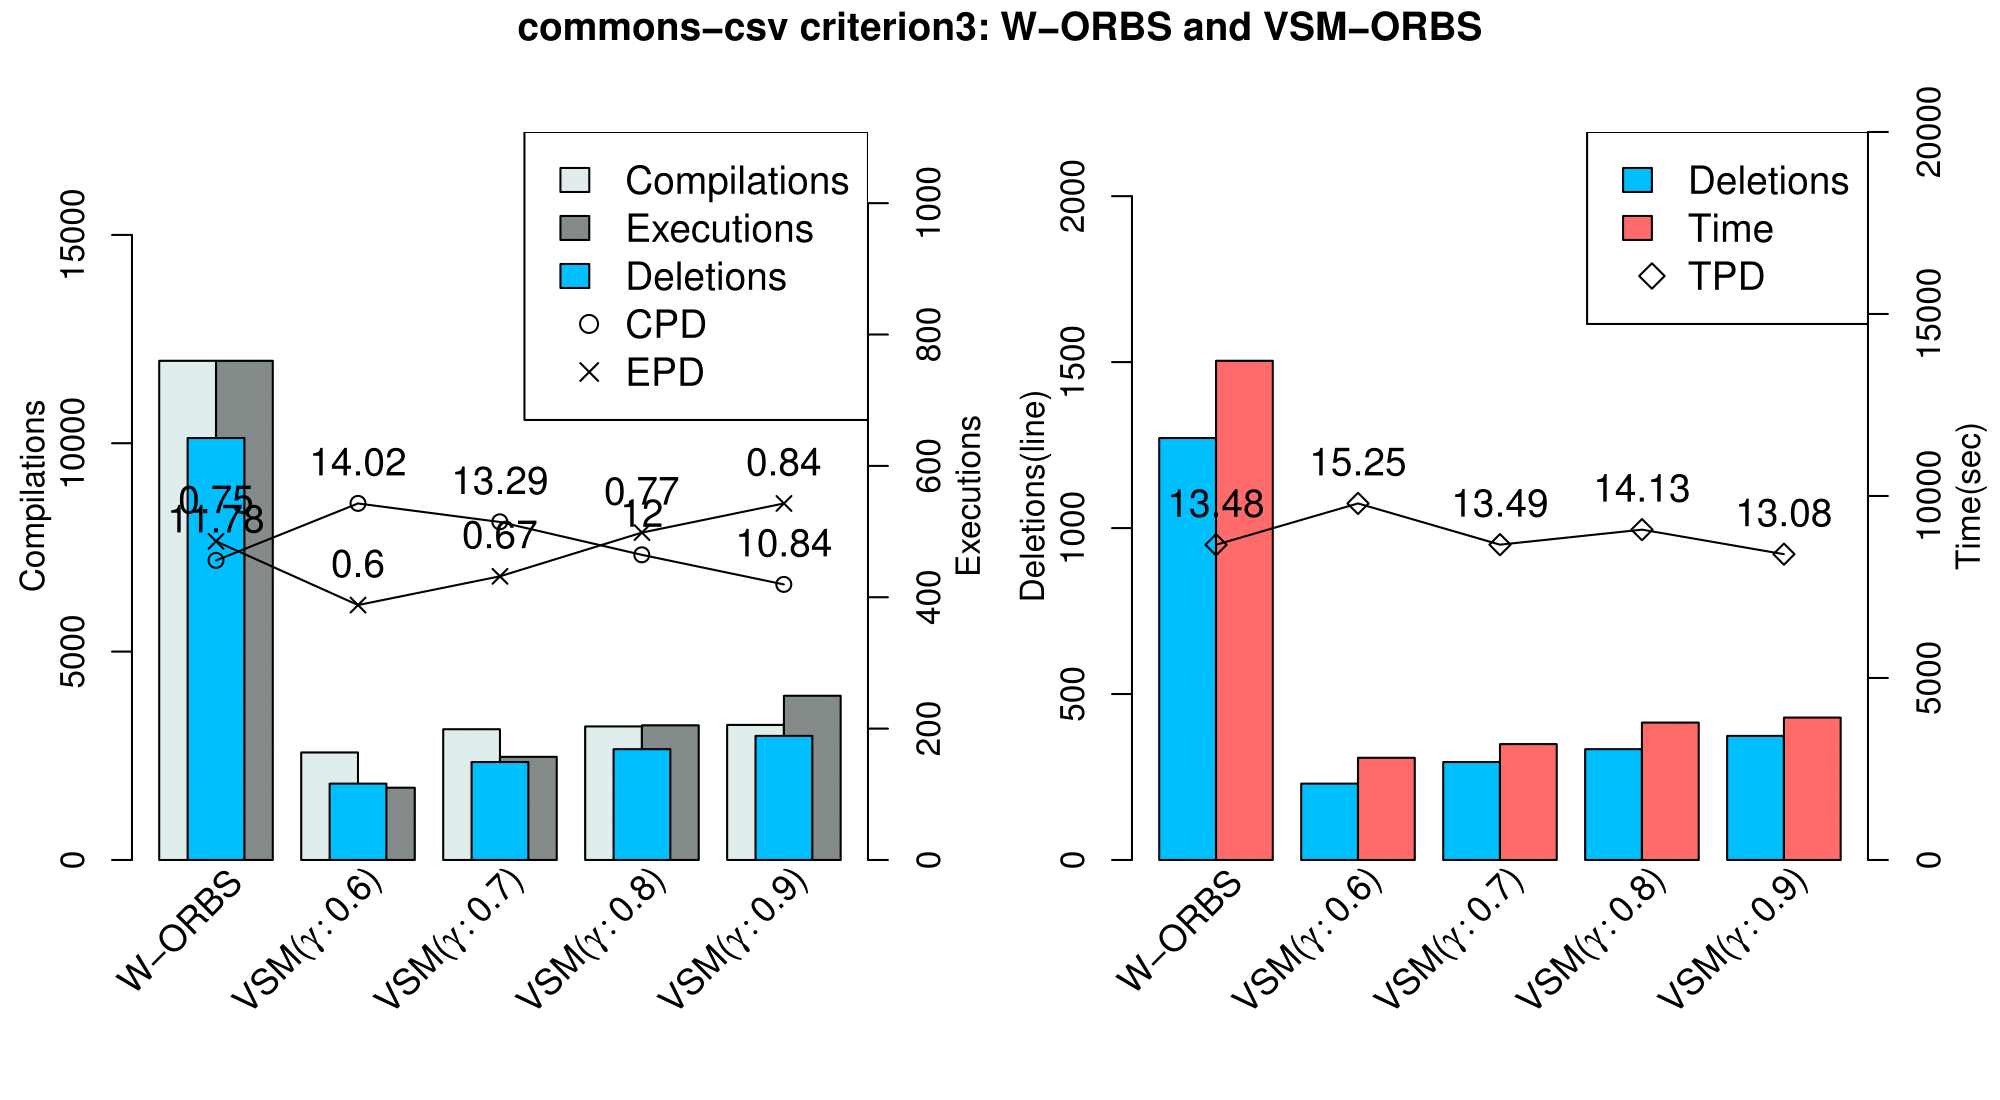 commons−csv criterion3: W−ORBS and VSM−ORBS
Compilations
0
5000
10000
15000
Compilations
Executions
Deletions
CPD
EPD
0.75
11.78
14.02
13.29
0.77
12
0.84
0.6
0.67
10.84
0
200
400
600
800
1000
Executions
W−ORBS
VSM(γ: 0.6)
VSM(γ: 0.7)
VSM(γ: 0.8)
VSM(γ: 0.9)
Deletions(line)
0
500
1000
1500
2000
Deletions
Time
TPD
13.48
15.25
13.49
14.13
13.08
0
5000
10000
15000
20000
Time(sec)
W−ORBS
VSM(γ: 0.6)
VSM(γ: 0.7)
VSM(γ: 0.8)
VSM(γ: 0.9)